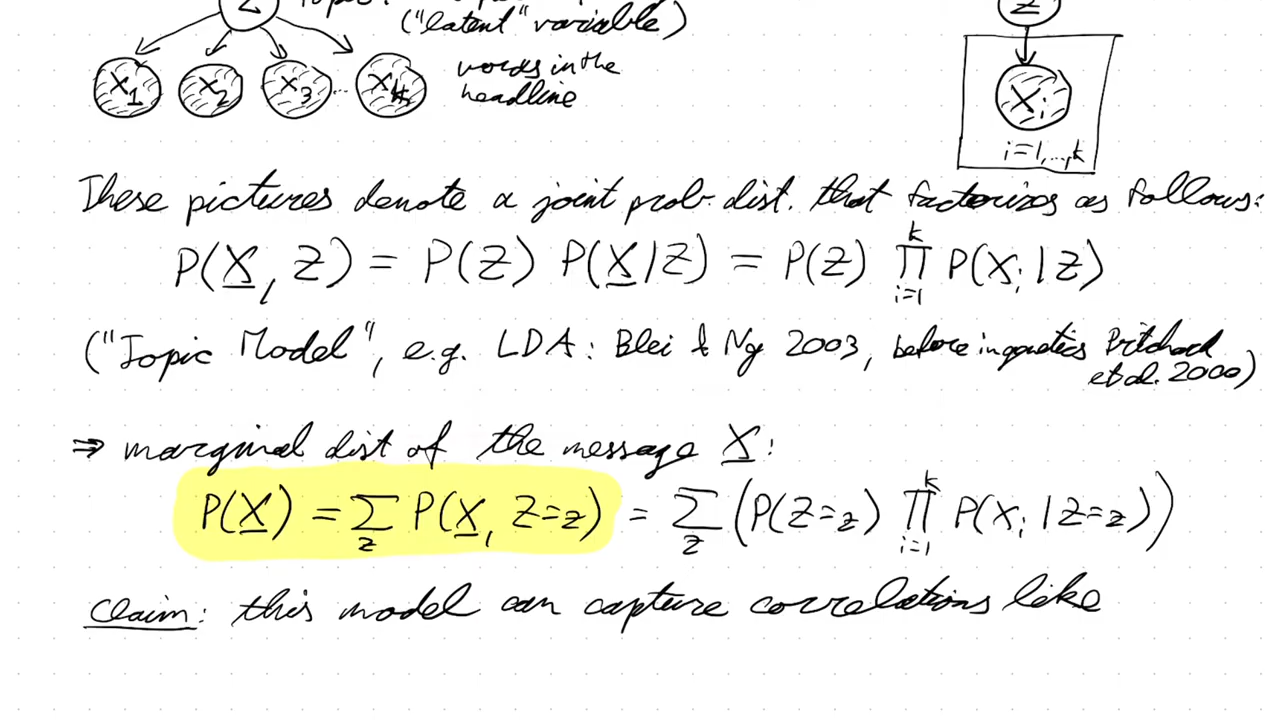 ("latent" variable)
Z
X₁ X₂ X₃ ... Xₖ words in the
headline
Xᵢ
i=1,...,k
These pictures denote a joint prob. dist. that factorizes as follows:
P(X, Z) = P(Z) P(X|Z) = P(Z) ∏ᵢ₌₁ᵏ P(Xᵢ|Z)
("Topic Model", e.g. LDA: Blei & Ng 2003, before in genetics Pritchard
et al. 2000)
⇒ marginal dist of the message X:
P(X) = Σ_z P(X, Z=z) = Σ_z (P(Z=z) ∏ᵢ₌₁ᵏ P(Xᵢ|Z=z))
Claim: this model can capture correlations like